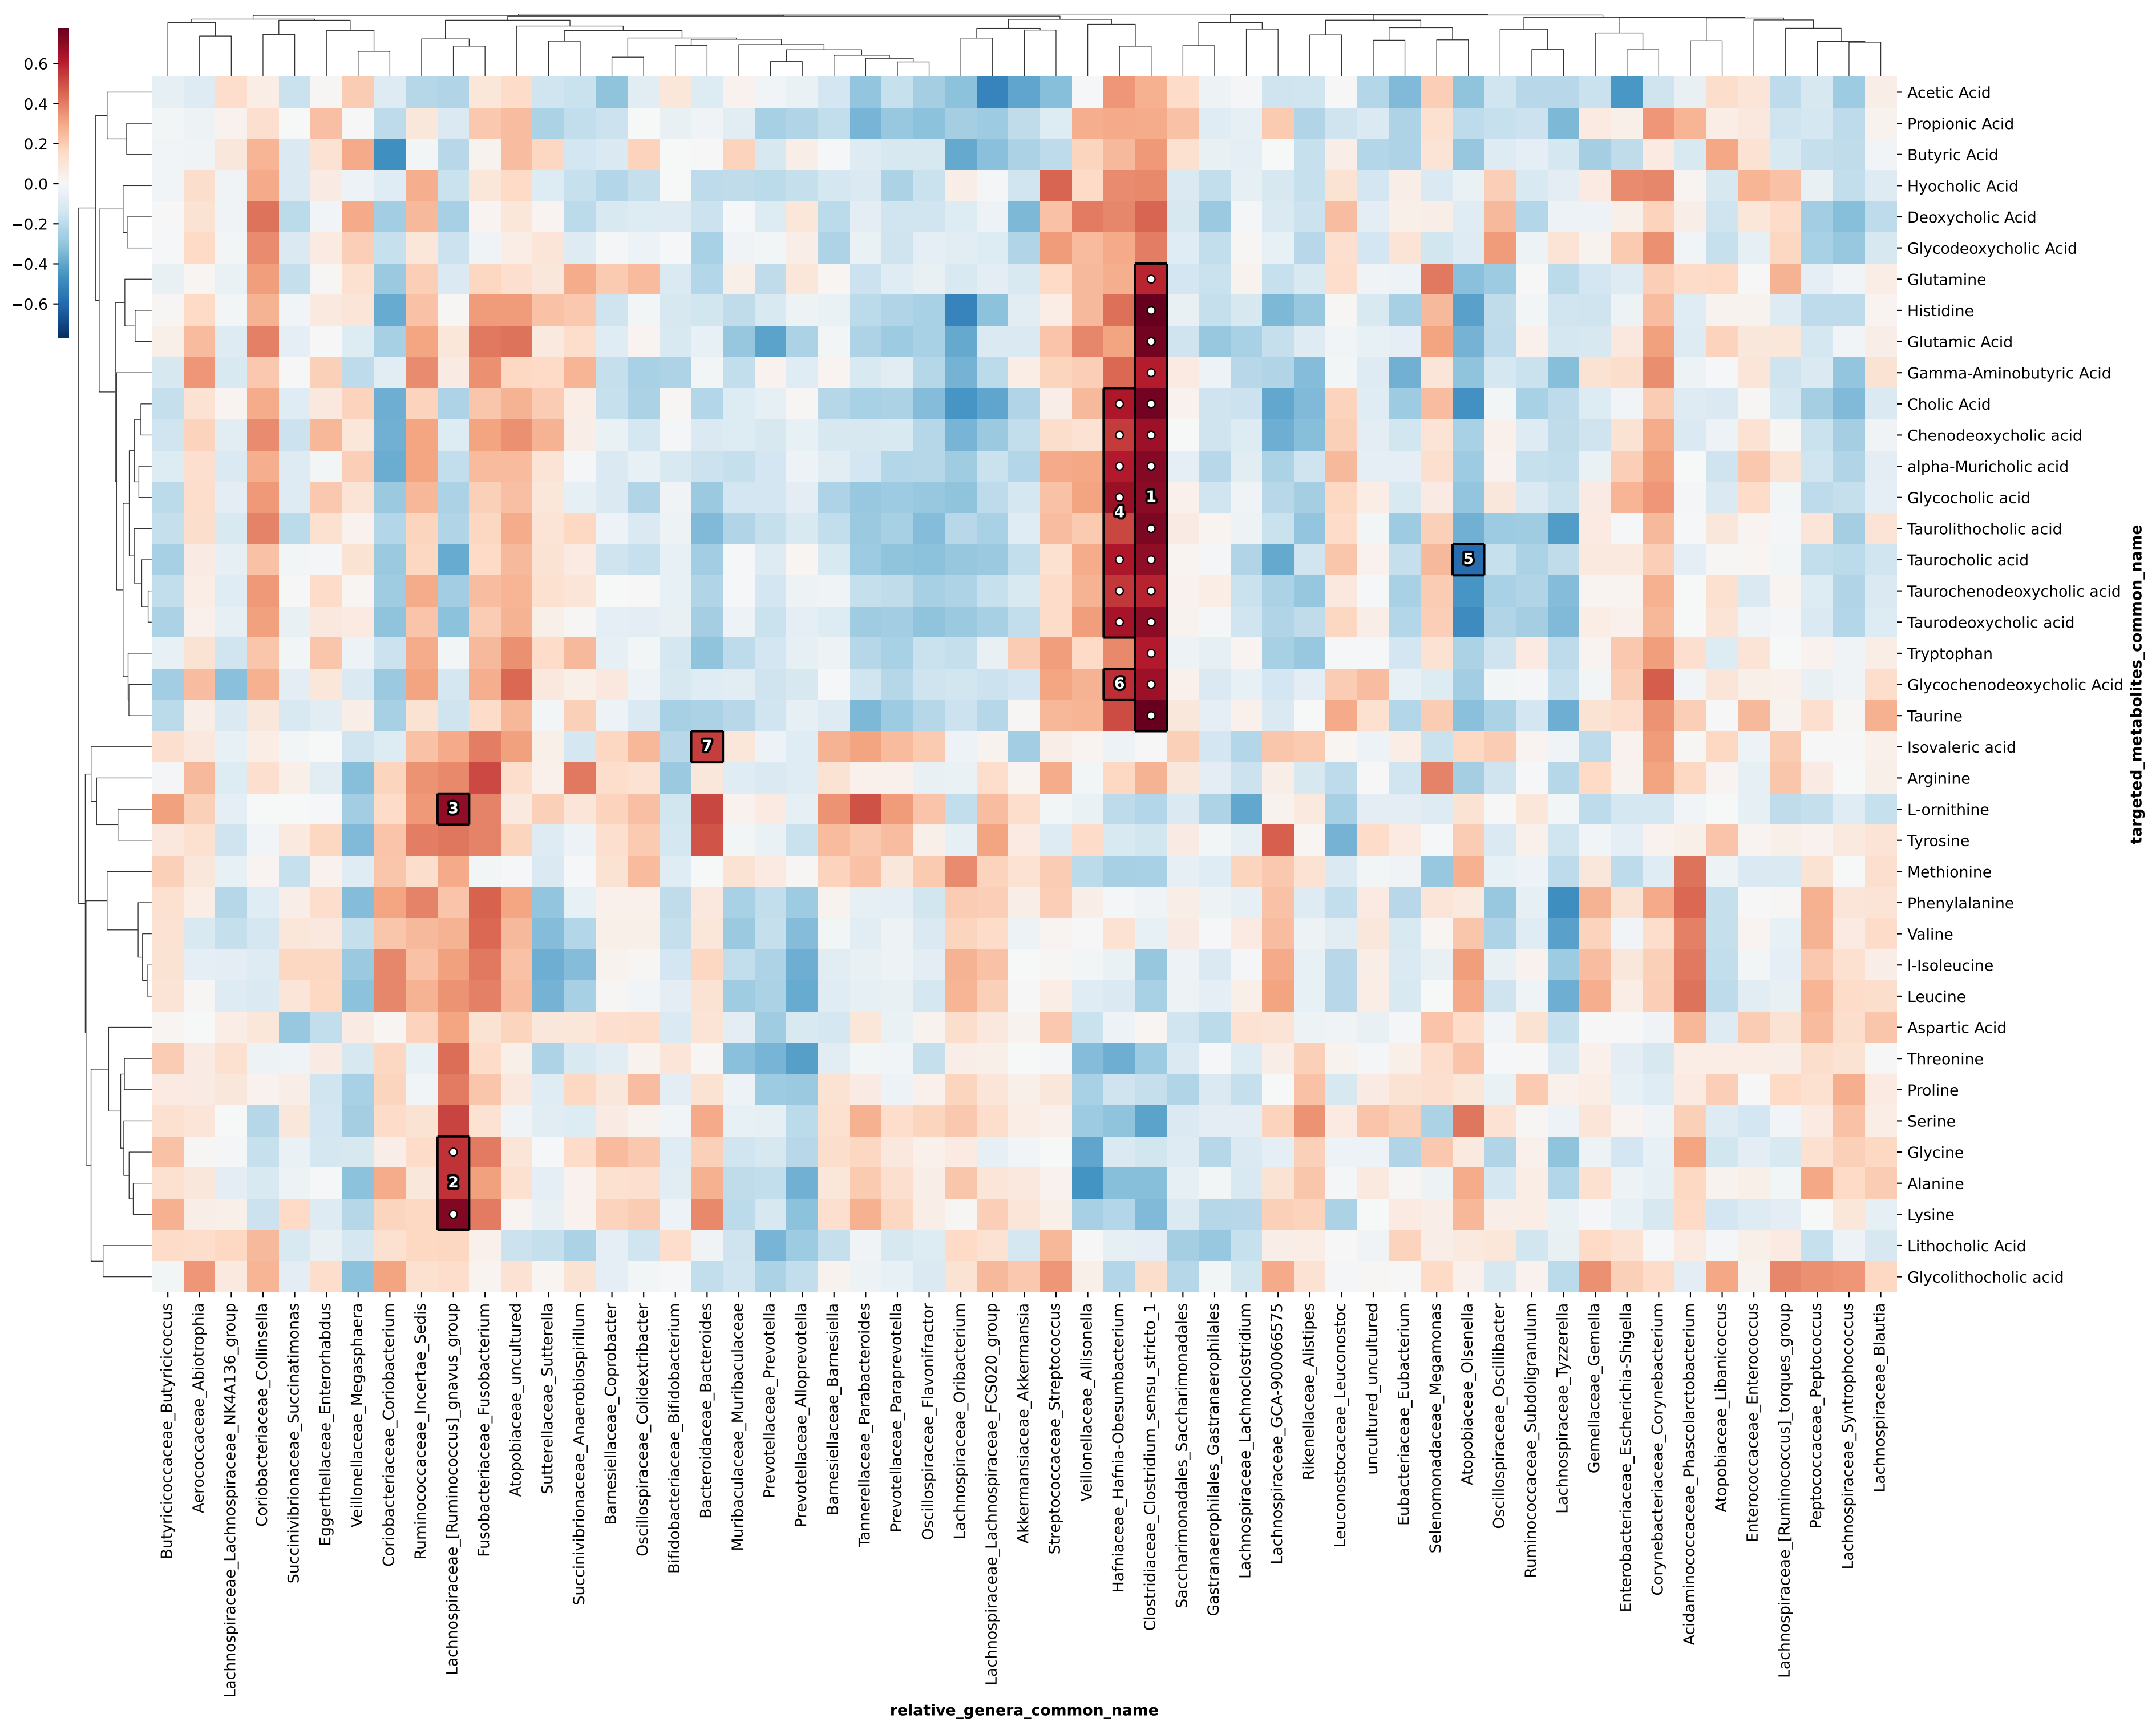 0.6
0.4
0.2
0.0
−0.2
−0.4
−0.6
Acetic Acid
Propionic Acid
Butyric Acid
Hyocholic Acid
Deoxycholic Acid
Glycodeoxycholic Acid
Glutamine
Histidine
Glutamic Acid
Gamma-Aminobutyric Acid
Cholic Acid
Chenodeoxycholic acid
alpha-Muricholic acid
Glycocholic acid
Taurolithocholic acid
Taurocholic acid
Taurochenodeoxycholic acid
Taurodeoxycholic acid
Tryptophan
Glycochenodeoxycholic Acid
Taurine
Isovaleric acid
Arginine
L-ornithine
Tyrosine
Methionine
Phenylalanine
Valine
l-Isoleucine
Leucine
Aspartic Acid
Threonine
Proline
Serine
Glycine
Alanine
Lysine
Lithocholic Acid
Glycolithocholic acid
targeted_metabolites_common_name
1
4
5
6
7
3
2
Butyricicoccaceae_Butyricicoccus
Aerococcaceae_Abiotrophia
Lachnospiraceae_Lachnospiraceae_NK4A136_group
Coriobacteriaceae_Collinsella
Succinivibrionaceae_Succinatimonas
Eggerthellaceae_Enterorhabdus
Veillonellaceae_Megasphaera
Coriobacteriaceae_Coriobacterium
Ruminococcaceae_Incertae_Sedis
Lachnospiraceae_[Ruminococcus]_gnavus_group
Fusobacteriaceae_Fusobacterium
Atopobiaceae_uncultured
Sutterellaceae_Sutterella
Succinivibrionaceae_Anaerobiospirillum
Barnesiellaceae_Coprobacter
Oscillospiraceae_Colidextribacter
Bifidobacteriaceae_Bifidobacterium
Bacteroidaceae_Bacteroides
Muribaculaceae_Muribaculaceae
Prevotellaceae_Prevotella
Prevotellaceae_Alloprevotella
Barnesiellaceae_Barnesiella
Tannerellaceae_Parabacteroides
Prevotellaceae_Paraprevotella
Oscillospiraceae_Flavonifractor
Lachnospiraceae_Oribacterium
Lachnospiraceae_Lachnospiraceae_FCS020_group
Akkermansiaceae_Akkermansia
Streptococcaceae_Streptococcus
Veillonellaceae_Allisonella
Hafniaceae_Hafnia-Obesumbacterium
Clostridiaceae_Clostridium_sensu_stricto_1
Saccharimonadales_Saccharimonadales
Gastranaerophilales_Gastranaerophilales
Lachnospiraceae_Lachnoclostridium
Lachnospiraceae_GCA-900066575
Rikenellaceae_Alistipes
Leuconostocaceae_Leuconostoc
uncultured_uncultured
Eubacteriaceae_Eubacterium
Selenomonadaceae_Megamonas
Atopobiaceae_Olsenella
Oscillospiraceae_Oscillibacter
Ruminococcaceae_Subdoligranulum
Lachnospiraceae_Tyzzerella
Gemellaceae_Gemella
Enterobacteriaceae_Escherichia-Shigella
Corynebacteriaceae_Corynebacterium
Acidaminococcaceae_Phascolarctobacterium
Atopobiaceae_Libanicoccus
Enterococcaceae_Enterococcus
Lachnospiraceae_[Ruminococcus]_torques_group
Peptococcaceae_Peptococcus
Lachnospiraceae_Syntrophococcus
Lachnospiraceae_Blautia
relative_genera_common_name